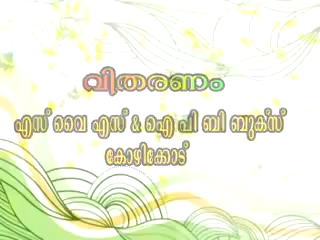 വിതരണം
എസ് വൈ എസ് & ഐ പി ബി ബുക്സ്
കോഴിക്കോട്